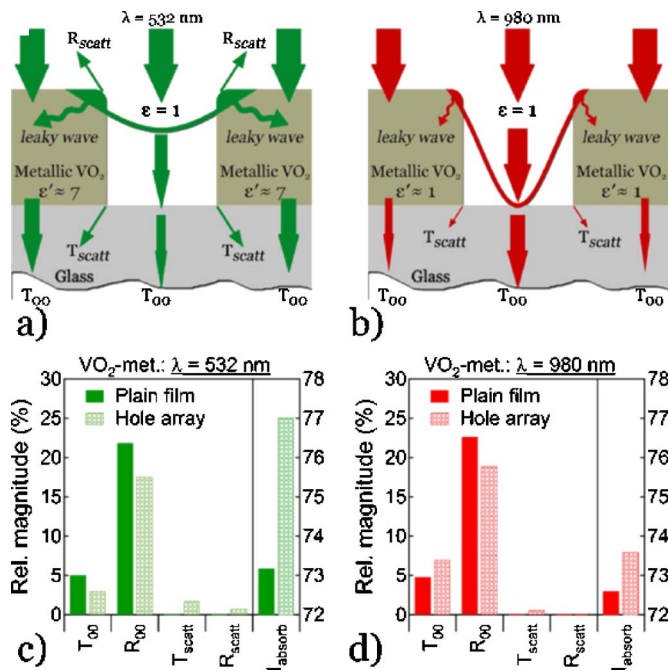 λ = 532 nm
R_scatt R_scatt
ε = 1
leaky wave leaky wave
Metallic VO₂ Metallic VO₂
ε′≈ 7 ε′≈ 7
T_scatt T_scatt
Glass
T₀₀ T₀₀ T₀₀
a)
λ = 980 nm
ε = 1
leaky wave leaky wave
Metallic VO₂ Metallic VO₂
ε′≈ 1 ε′≈ 1
T_scatt T_scatt
Glass
T₀₀ T₀₀ T₀₀
b)
VO₂-met.: λ = 532 nm
Rel. magnitude (%)
30
25
20
15
10
5
0
Plain film
Hole array
78
77
76
75
74
73
72
T₀₀ R₀₀ T_scatt R_scatt I_absorb
c)
VO₂-met.: λ = 980 nm
Rel. magnitude (%)
30
25
20
15
10
5
0
Plain film
Hole array
78
77
76
75
74
73
72
T₀₀ R₀₀ T_scatt R_scatt I_absorb
d)